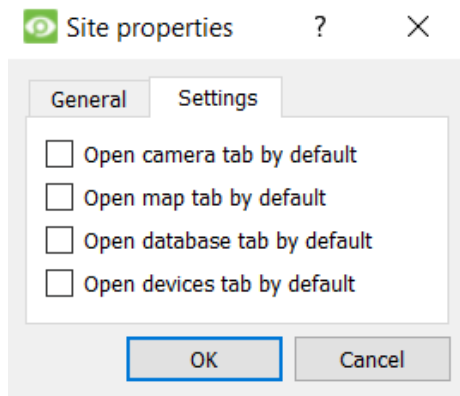 Site properties ?
General Settings
Open camera tab by default
Open map tab by default
Open database tab by default
Open devices tab by default
OK Cancel